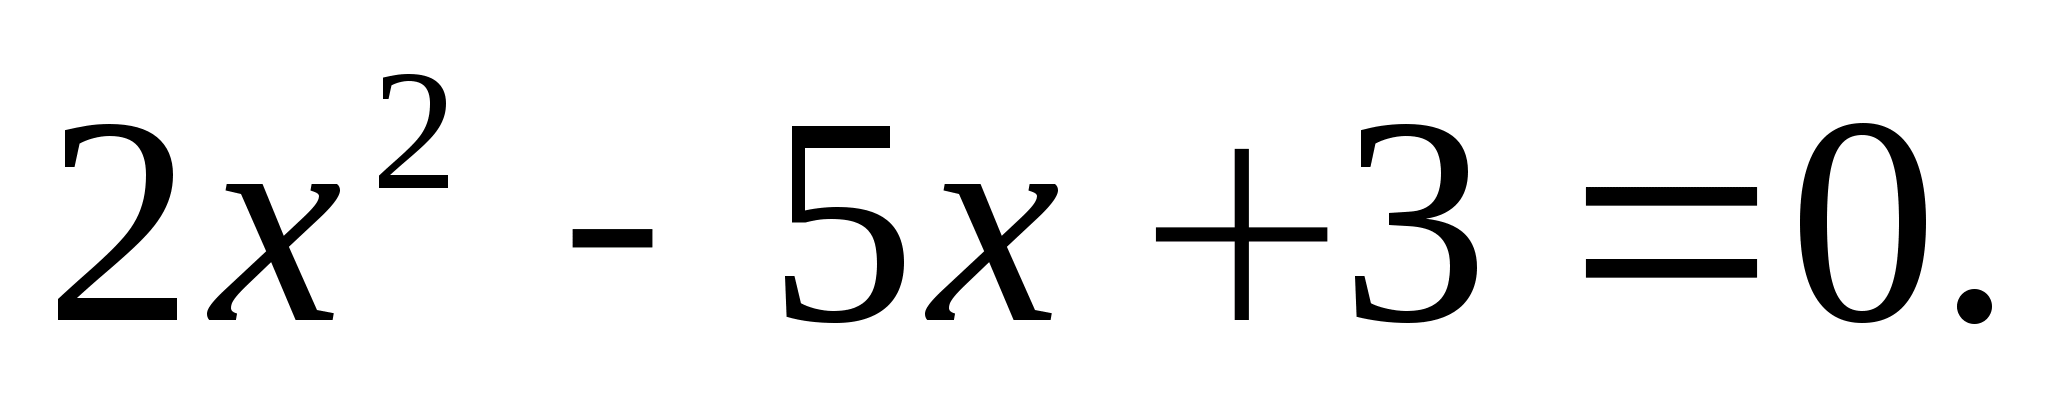 2x² - 5x + 3 = 0.